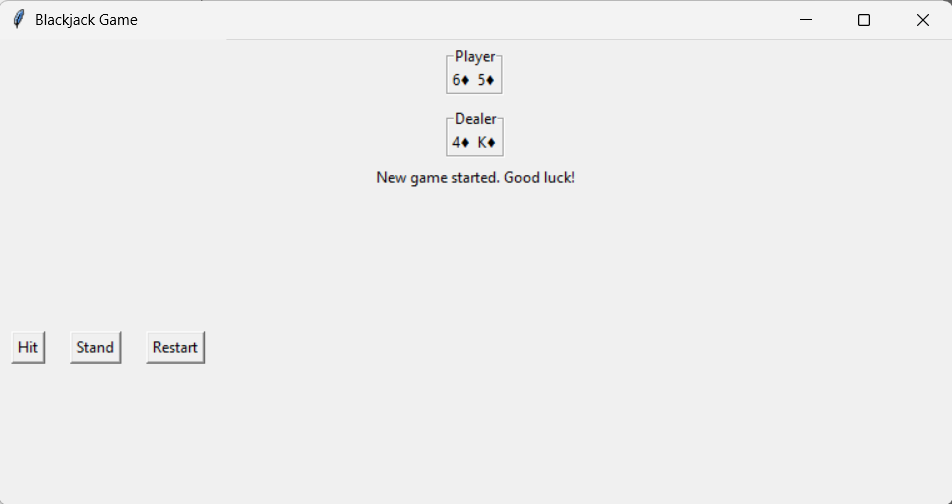 Blackjack Game
Player
6♦ 5♦
Dealer
4♦ K♦
New game started. Good luck!
Hit Stand Restart